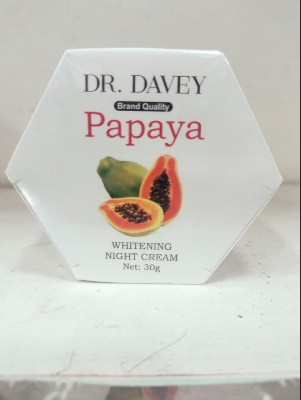 DR. DAVEY
Brand Quality
Papaya
WHITENING
NIGHT CREAM
Net: 30g